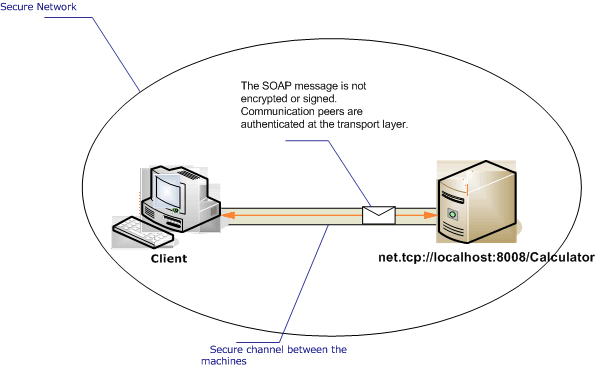 Secure Network
The SOAP message is not
encrypted or signed.
Communication peers are
authenticated at the transport layer.
Client
net.tcp://localhost:8008/Calculator
Secure channel between the
machines